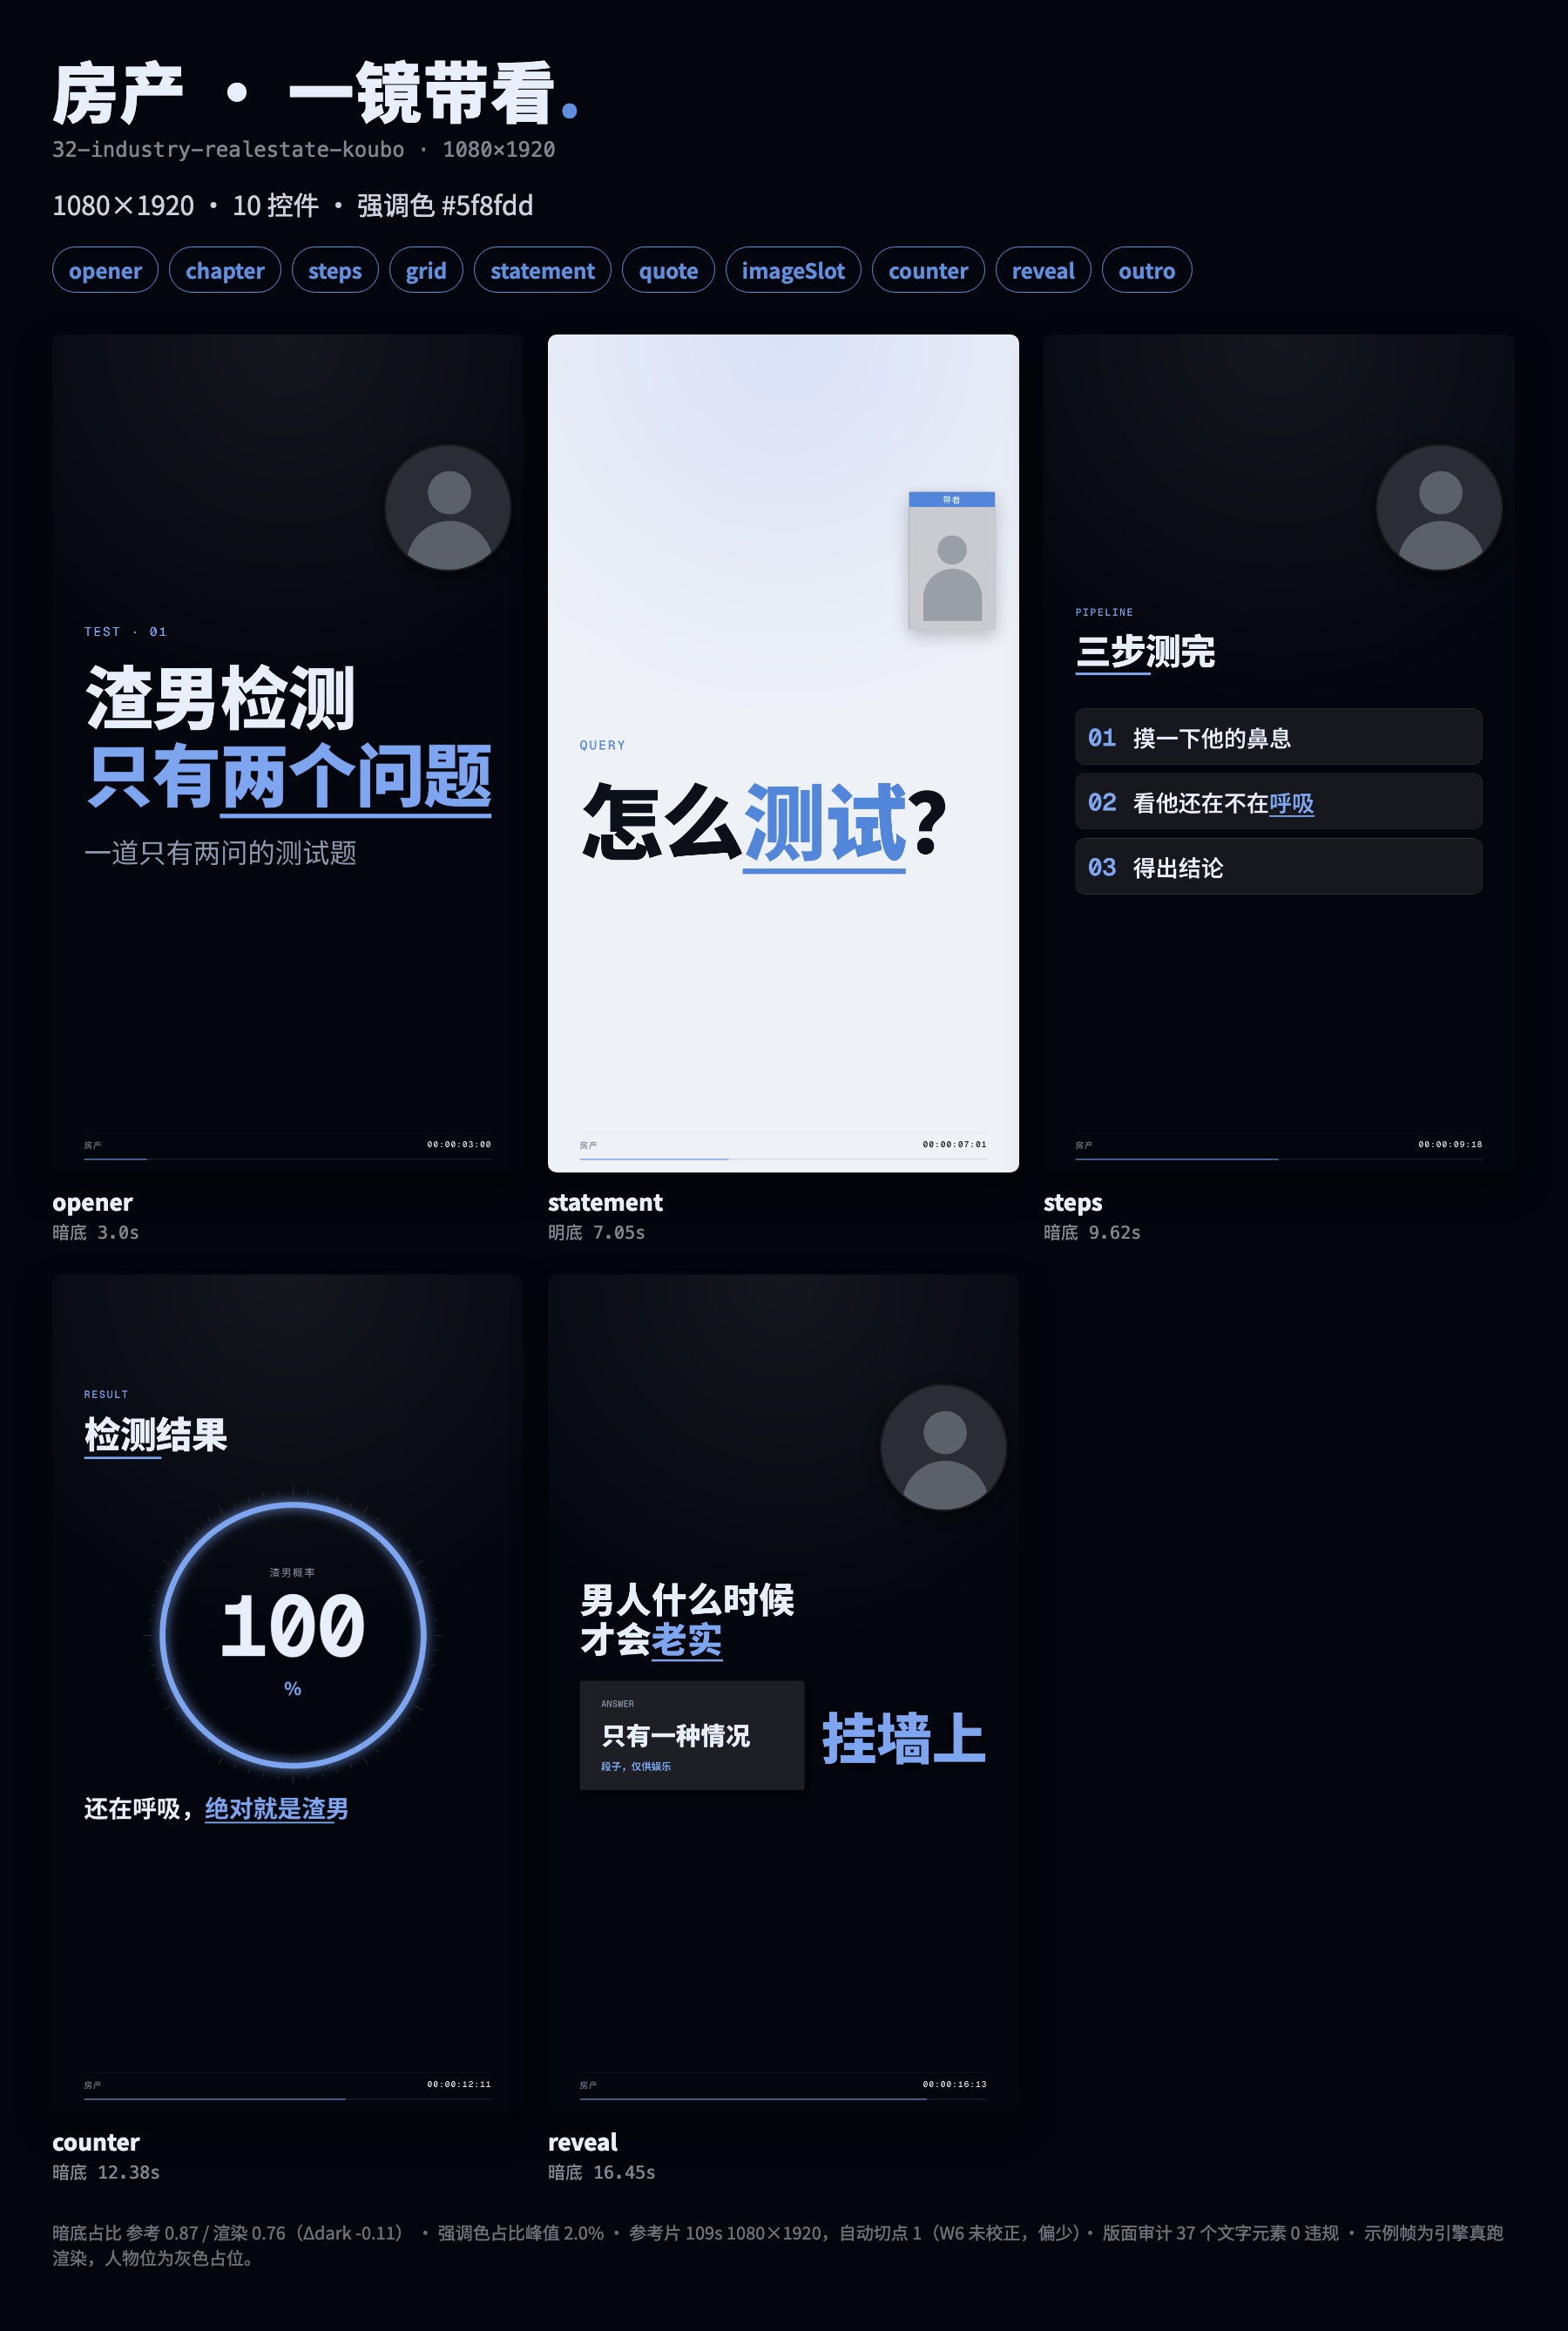 房产 · 一镜带看.
32-industry-realestate-koubo · 1080×1920
1080×1920 · 10 控件 · 强调色 #5f8fdd
opener chapter steps grid statement quote imageSlot counter reveal outro
TEST · 01
渣男检测
只有两个问题
一道只有两问的测试题
房产 00:00:03:00
opener
暗底 3.0s
带看
QUERY
怎么测试?
房产 00:00:07:01
statement
明底 7.05s
PIPELINE
三步测完
01 摸一下他的鼻息
02 看他还在不在呼吸
03 得出结论
房产 00:00:09:18
steps
暗底 9.62s
RESULT
检测结果
渣男概率
100
%
还在呼吸，绝对就是渣男
房产 00:00:12:11
counter
暗底 12.38s
男人什么时候
才会老实
ANSWER
只有一种情况
段子，仅供娱乐
挂墙上
房产 00:00:16:13
reveal
暗底 16.45s
暗底占比 参考 0.87 / 渲染 0.76（Δdark -0.11） · 强调色占比峰值 2.0% · 参考片 109s 1080×1920，自动切点 1（W6 未校正，偏少）· 版面审计 37 个文字元素 0 违规 · 示例帧为引擎真跑
渲染，人物位为灰色占位。